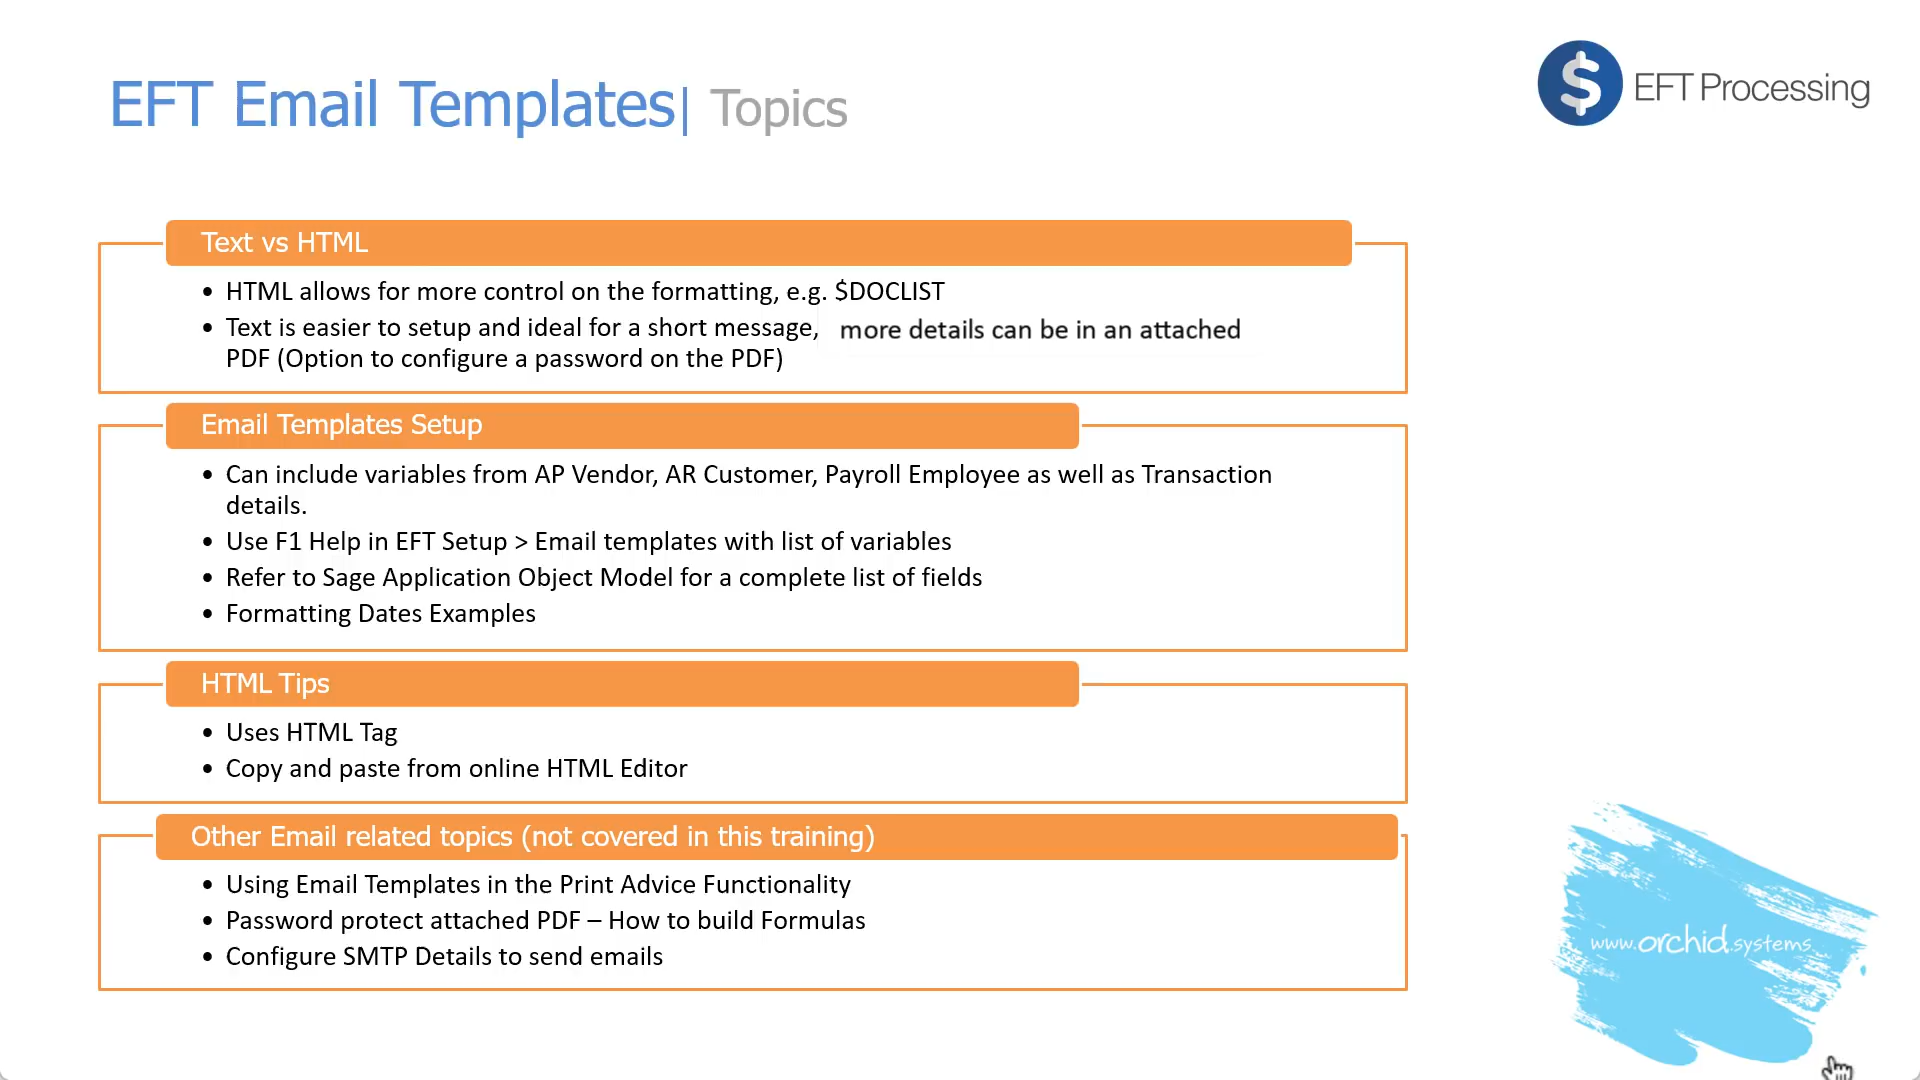 EFT Email Templates| Topics
EFT Processing
Text vs HTML
• HTML allows for more control on the formatting, e.g. $DOCLIST
• Text is easier to setup and ideal for a short message, more details can be in an attached
PDF (Option to configure a password on the PDF)
Email Templates Setup
• Can include variables from AP Vendor, AR Customer, Payroll Employee as well as Transaction
details.
• Use F1 Help in EFT Setup > Email templates with list of variables
• Refer to Sage Application Object Model for a complete list of fields
• Formatting Dates Examples
HTML Tips
• Uses HTML Tag
• Copy and paste from online HTML Editor
Other Email related topics (not covered in this training)
• Using Email Templates in the Print Advice Functionality
• Password protect attached PDF – How to build Formulas
• Configure SMTP Details to send emails
www.orchid.systems